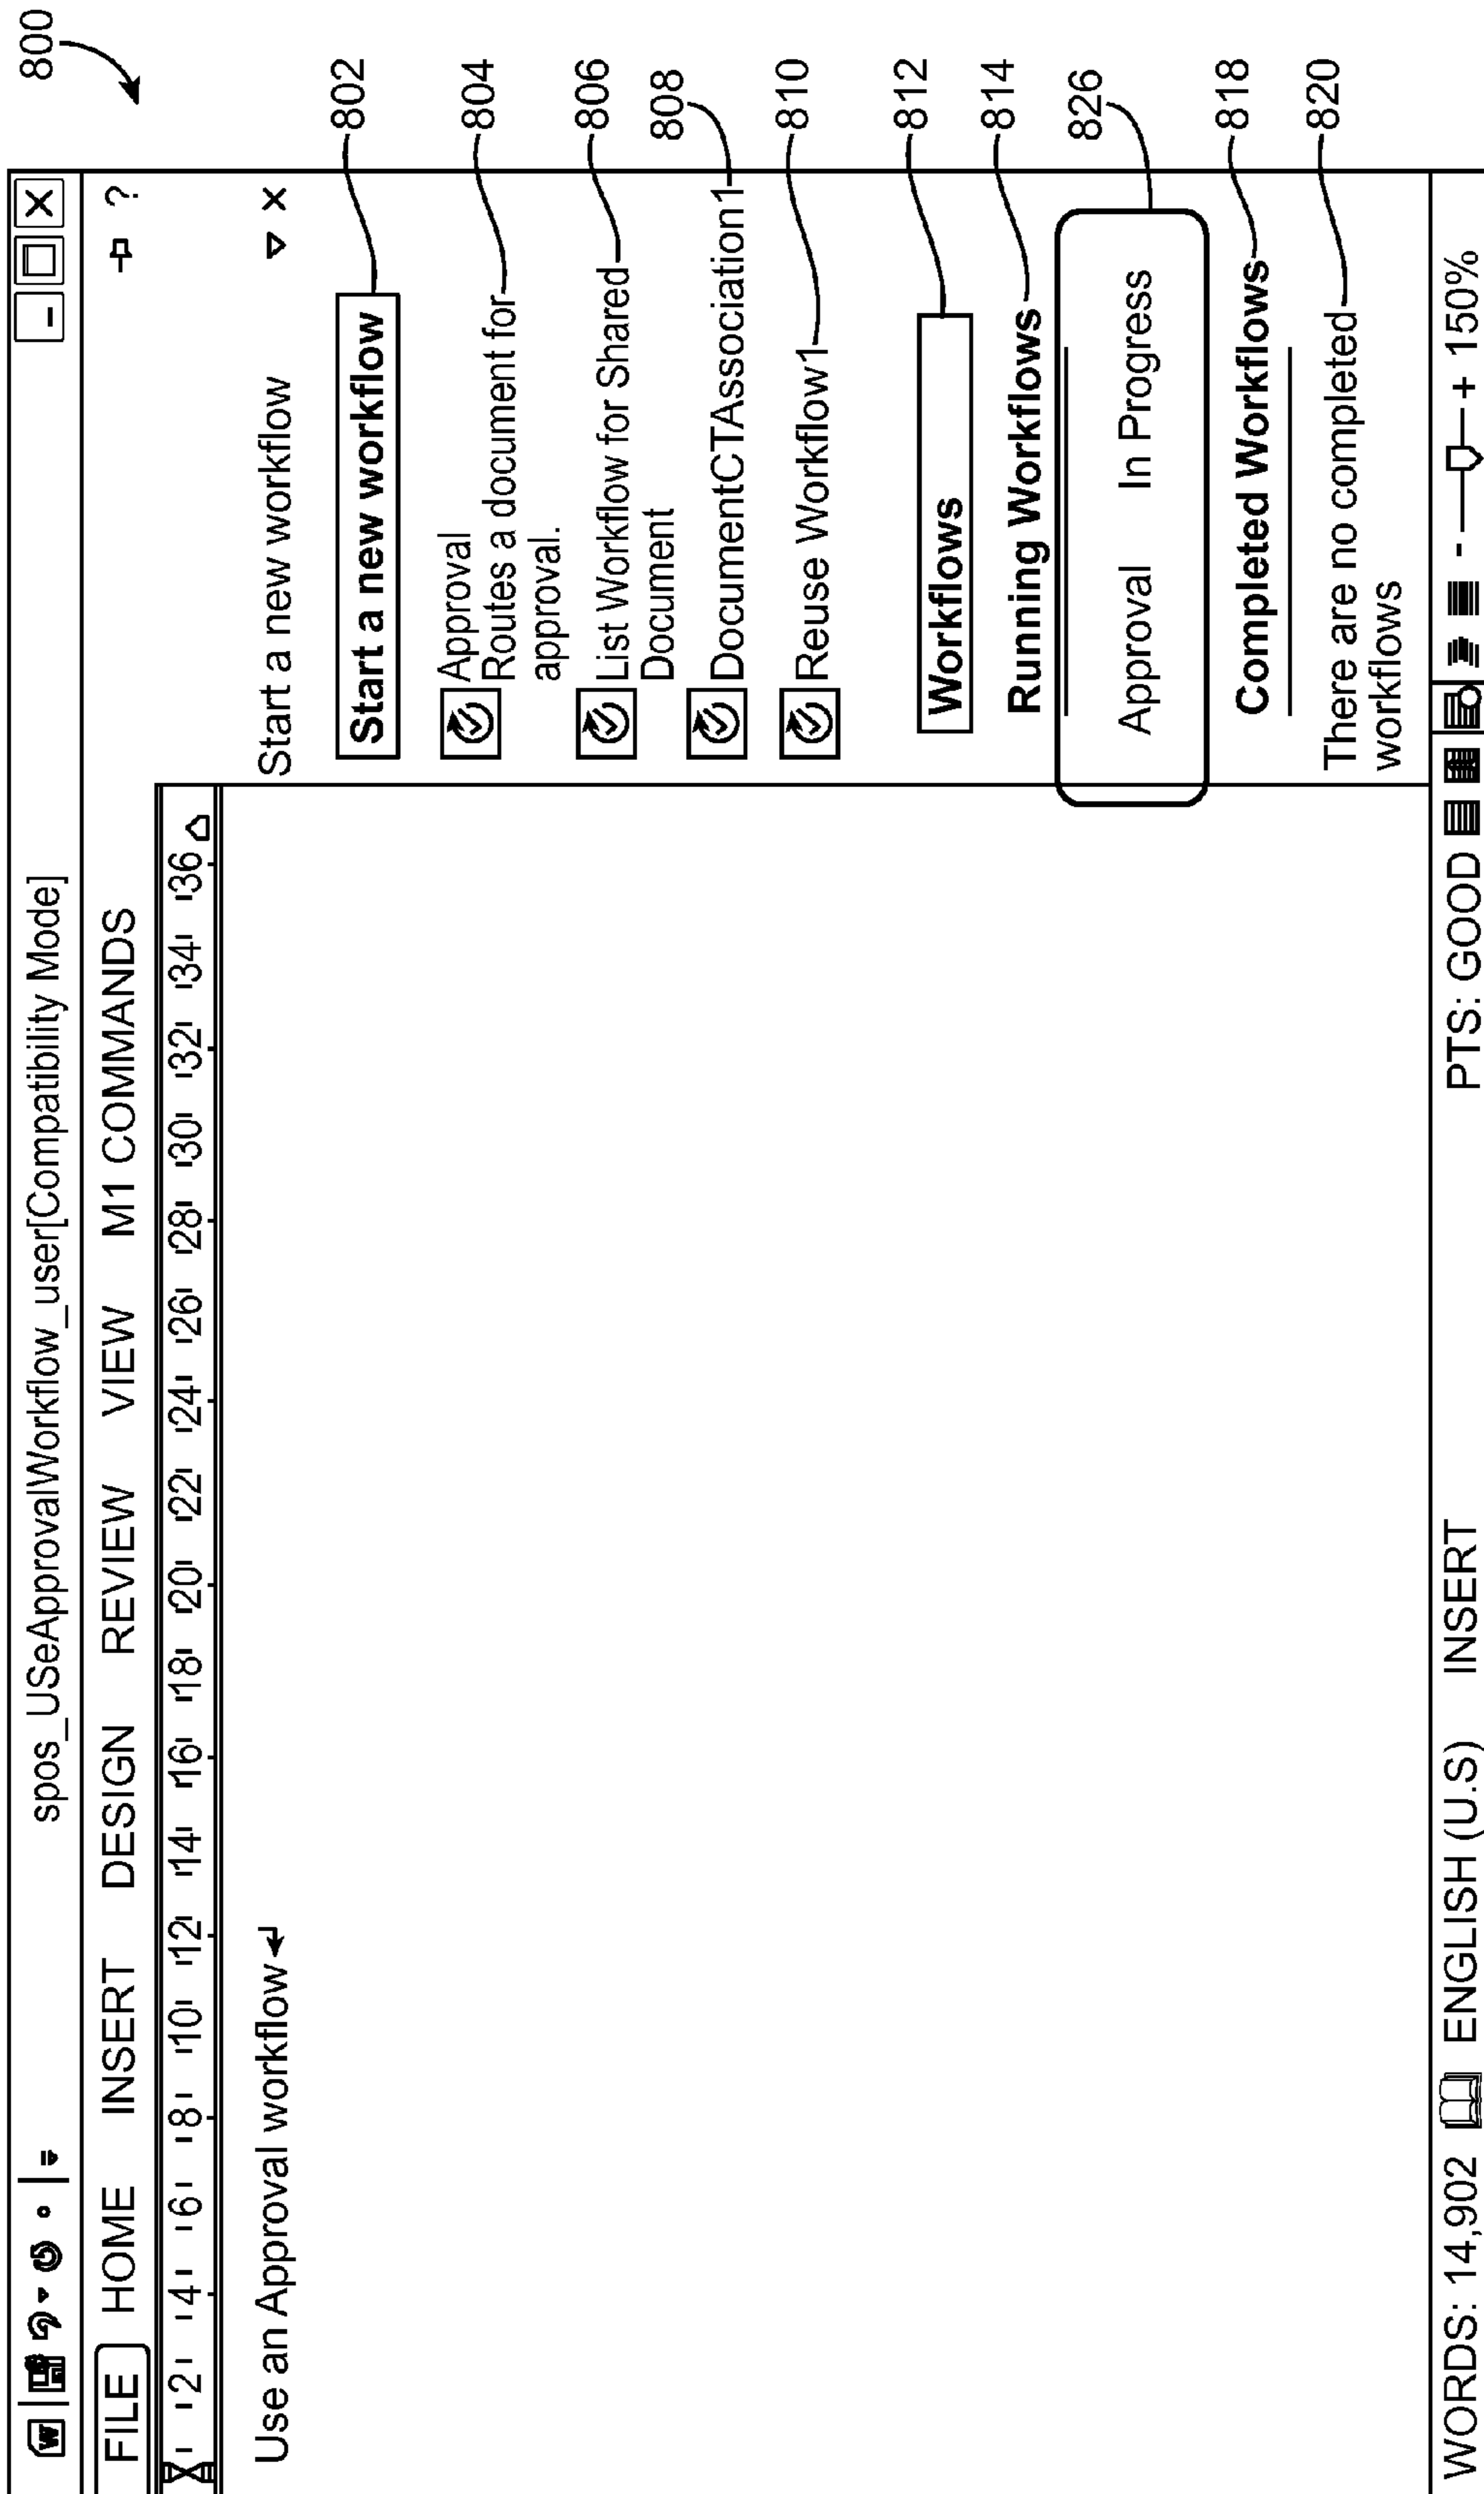 800
spos_USeApprovalWorkflow_user[Compatibility Mode]
FILE HOME INSERT DESIGN REVIEW VIEW M1 COMMANDS ?
2 4 6 8 10 12 14 16 18 20 22 24 26 28 30 32 34 36
Use an Approval workflow
Start a new workflow
Start a new workflow 802
Approval
Routes a document for 804
approval.
List Workflow for Shared 806
Document
DocumentCTAssociation1 808
Reuse Workflow1 810
Workflows 812
Running Workflows 814
Approval In Progress 826
Completed Workflows 818
There are no completed 820
workflows
WORDS: 14,902 ENGLISH (U.S) INSERT PTS: GOOD - + 150%